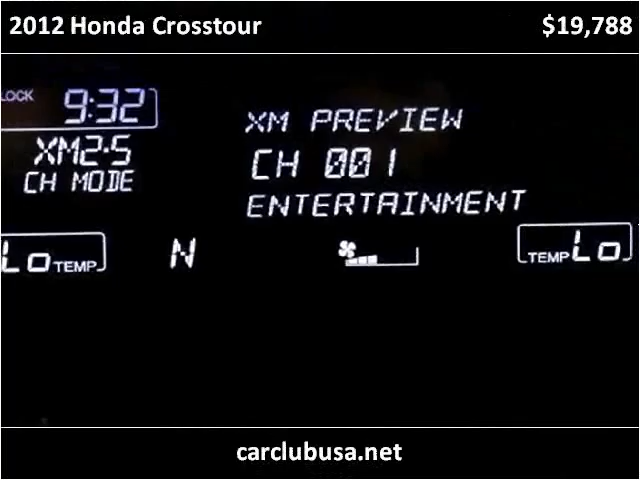 2012 Honda Crosstour $19,788
LOCK 9:32
XM2·5
CH MODE
XM PREVIEW
CH 001
ENTERTAINMENT
Lo TEMP N TEMP Lo
carclubusa.net